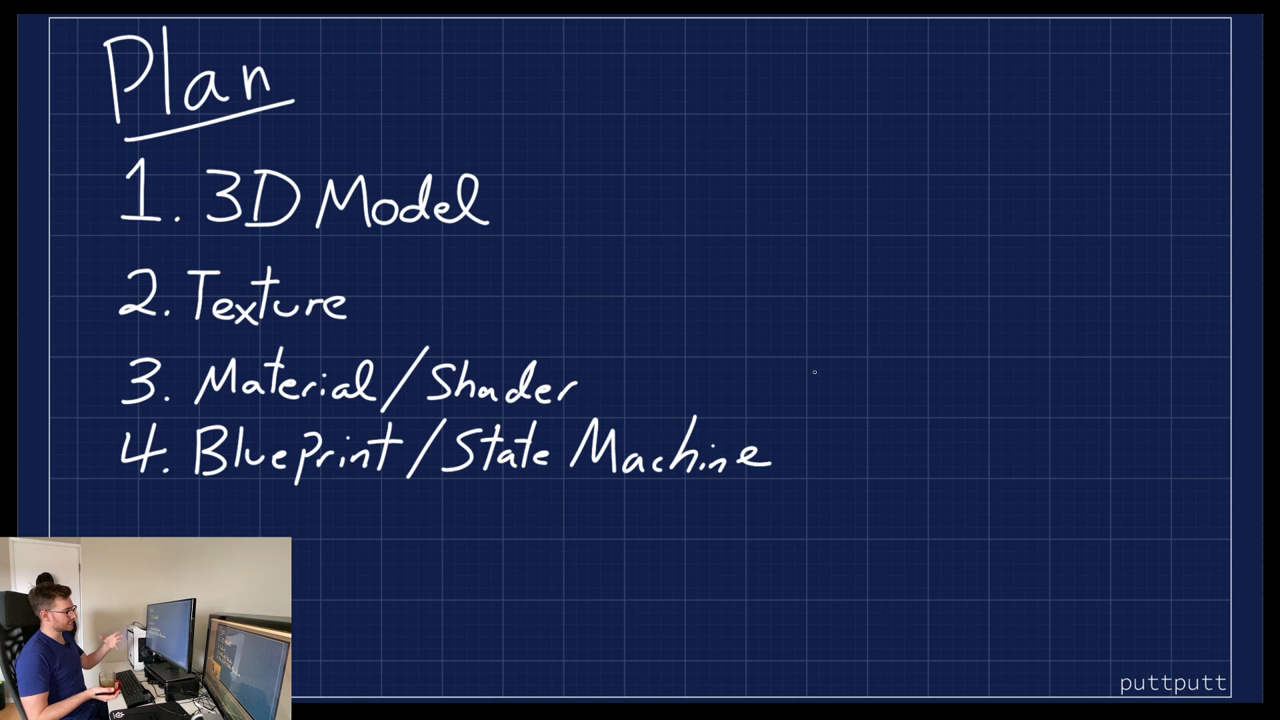 Plan
1. 3D Model
2. Texture
3. Material/Shader
4. Blueprint/State Machine
puttputt